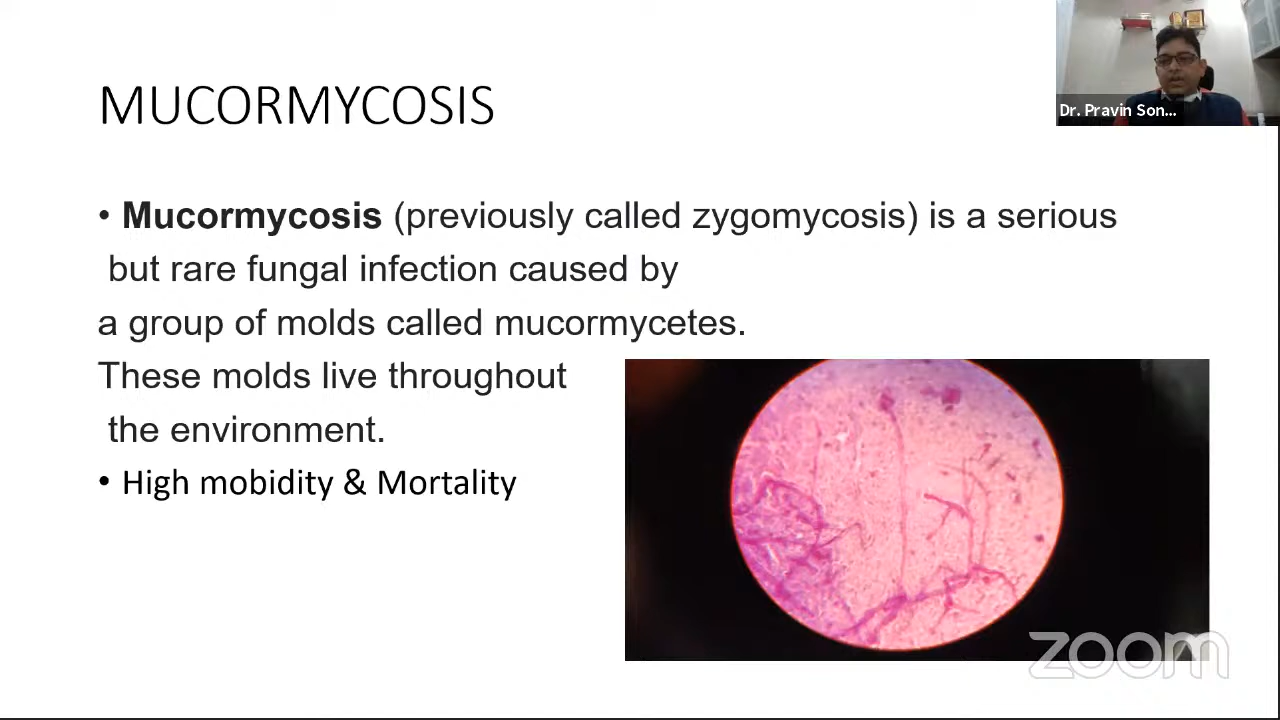 MUCORMYCOSIS
Dr. Pravin Son...
• Mucormycosis (previously called zygomycosis) is a serious
but rare fungal infection caused by
a group of molds called mucormycetes.
These molds live throughout
the environment.
• High mobidity & Mortality
zoom